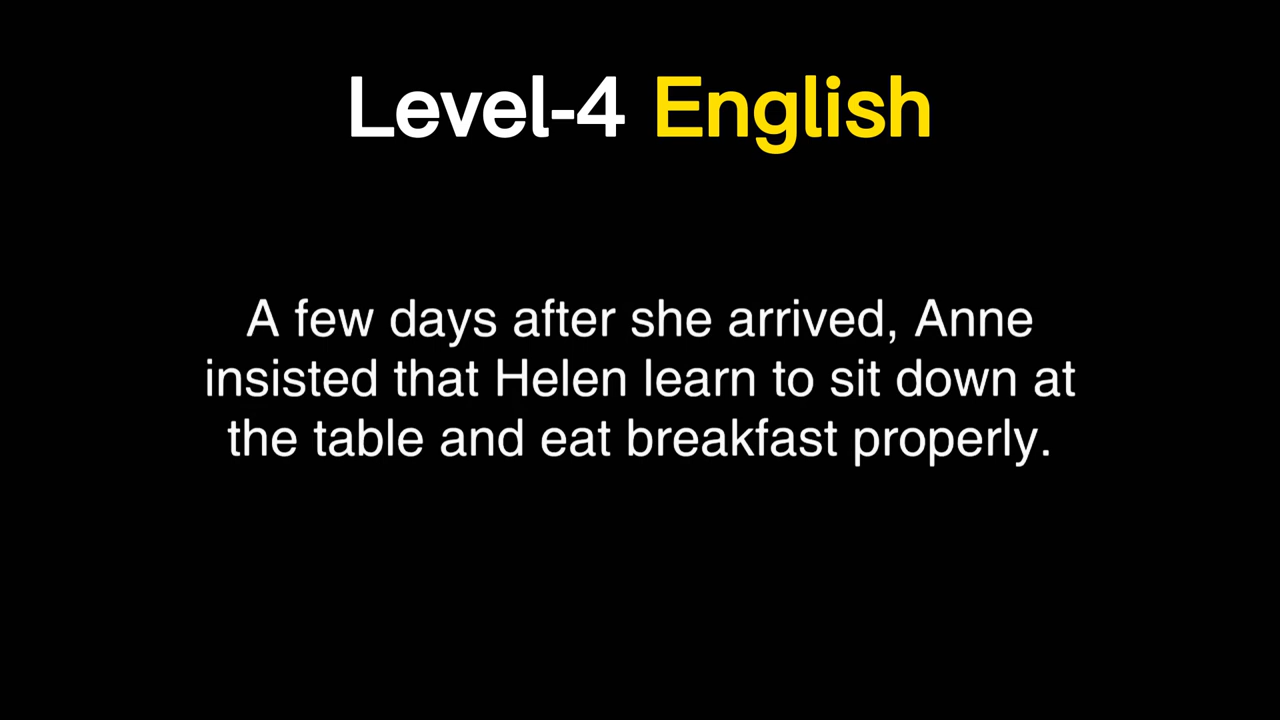 Level-4 English
A few days after she arrived, Anne
insisted that Helen learn to sit down at
the table and eat breakfast properly.